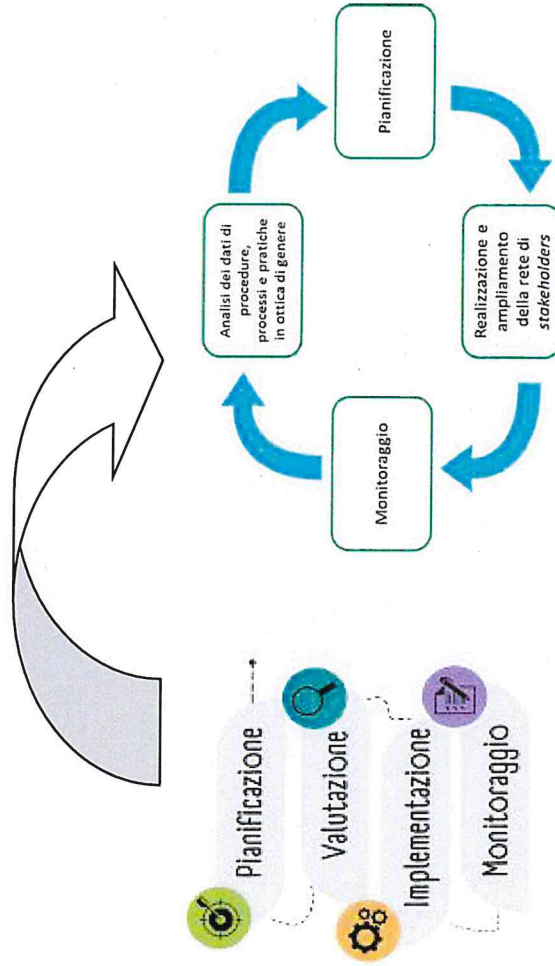 Pianificazione
Valutazione
Implementazione
Monitoraggio
Analisi dei dati di
procedure,
processi e pratiche
in ottica di genere
Pianificazione
Realizzazione e
ampliamento
della rete di
stakeholders
Monitoraggio